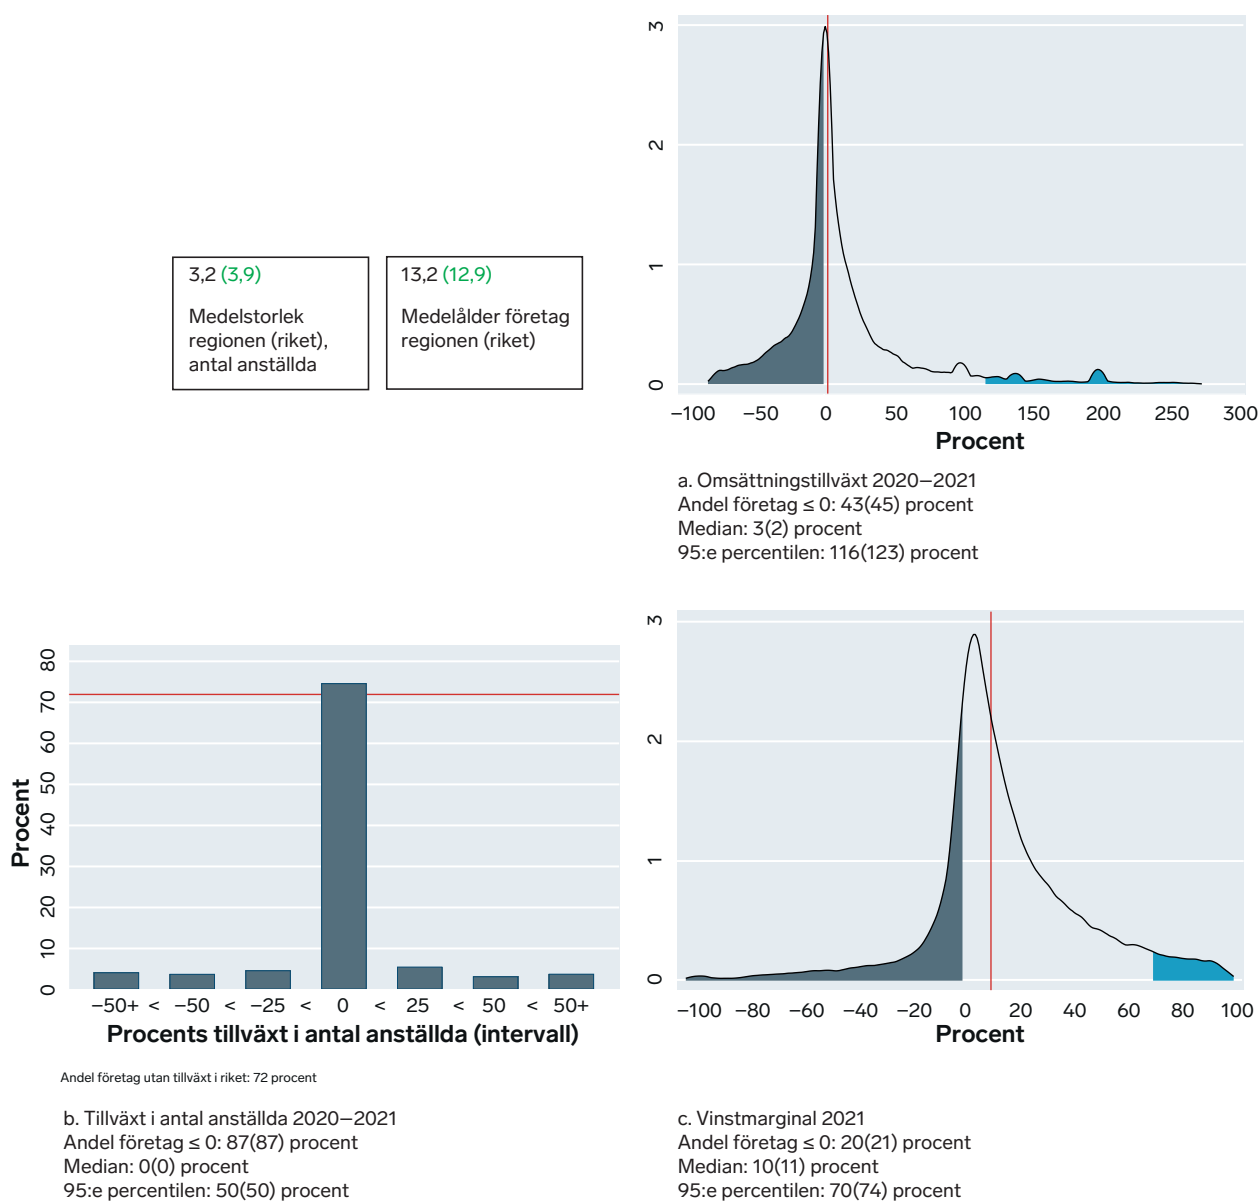 3,2 (3,9)
Medelstorlek
regionen (riket),
antal anställda
13,2 (12,9)
Medelålder företag
regionen (riket)
3
2
1
0
−100 −50 0 50 100 150 200 250 300
Procent
a. Omsättningstillväxt 2020–2021
Andel företag ≤ 0: 43(45) procent
Median: 3(2) procent
95:e percentilen: 116(123) procent
Procent
80
70
60
50
40
30
20
10
0
−50+ < −50 < −25 < 0 < 25 < 50 < 50+
Procents tillväxt i antal anställda (intervall)
Andel företag utan tillväxt i riket: 72 procent
b. Tillväxt i antal anställda 2020–2021
Andel företag ≤ 0: 87(87) procent
Median: 0(0) procent
95:e percentilen: 50(50) procent
3
2
1
0
−100 −80 −60 −40 −20 0 20 40 60 80 100
Procent
c. Vinstmarginal 2021
Andel företag ≤ 0: 20(21) procent
Median: 10(11) procent
95:e percentilen: 70(74) procent